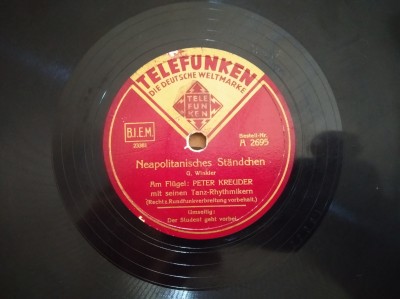 TELEFUNKEN
DIE DEUTSCHE WELTMARKE
TELE
FUN
KEN
B.I.E.M.
Bestell-Nr.
A 2695
Neapolitanisches Ständchen
G. Winkler
Am Flügel: PETER KREUDER
mit seinen Tanz-Rhythmikern
(Recht z. Rundfunkverbreitung vorbehalt.)
Umseitig:
Der Student geht vorbei.